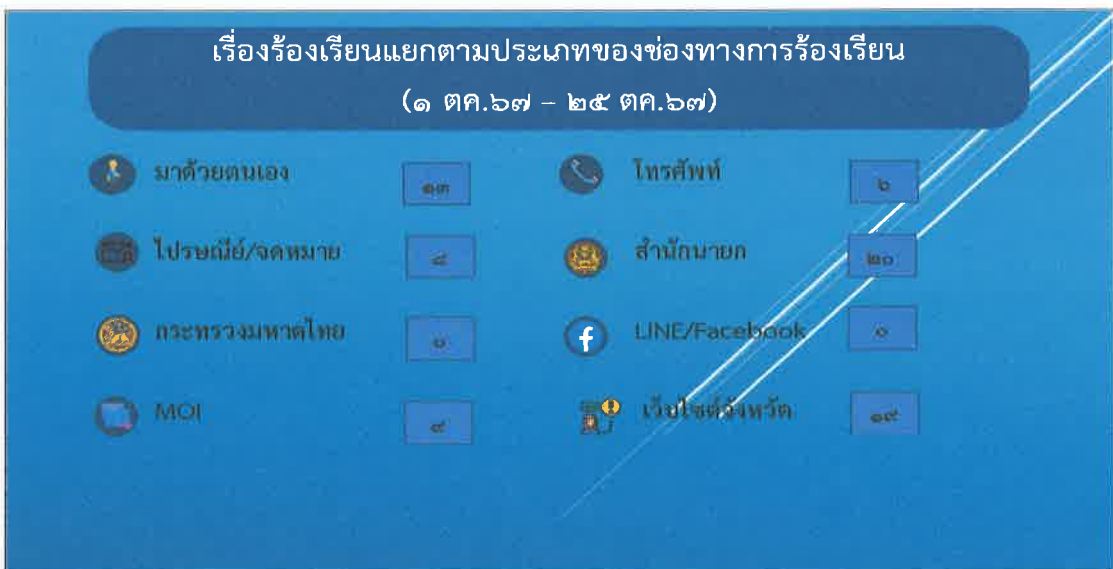 เรื่องร้องเรียนแยกตามประเภทของช่องทางการร้องเรียน
(๑ ตค.๖๗ – ๒๕ ตค.๖๗)
มาด้วยตนเอง ๑๓
โทรศัพท์ ๖
ไปรษณีย์/จดหมาย ๘
สำนักนายก ๒๐
กระทรวงมหาดไทย
LINE/Facebook ๐
MOI
เว็บไซต์จังหวัด ๑๙